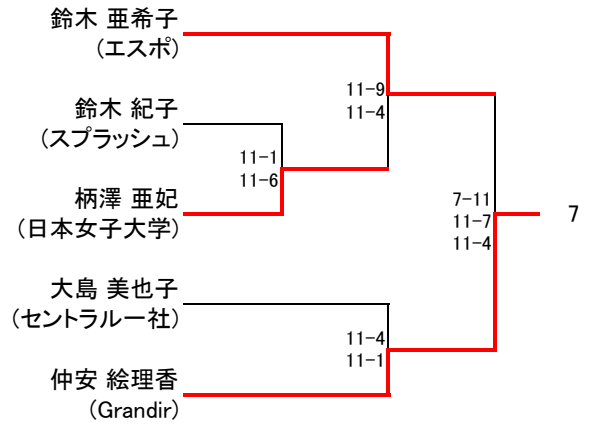 鈴木 亜希子
(エスポ)
11-9
11-4
鈴木 紀子
(スプラッシュ)
11-1
11-6
柄澤 亜妃
(日本女子大学)
7-11
11-7
11-4
7
大島 美也子
(セントラル一社)
11-4
11-1
仲安 絵理香
(Grandir)